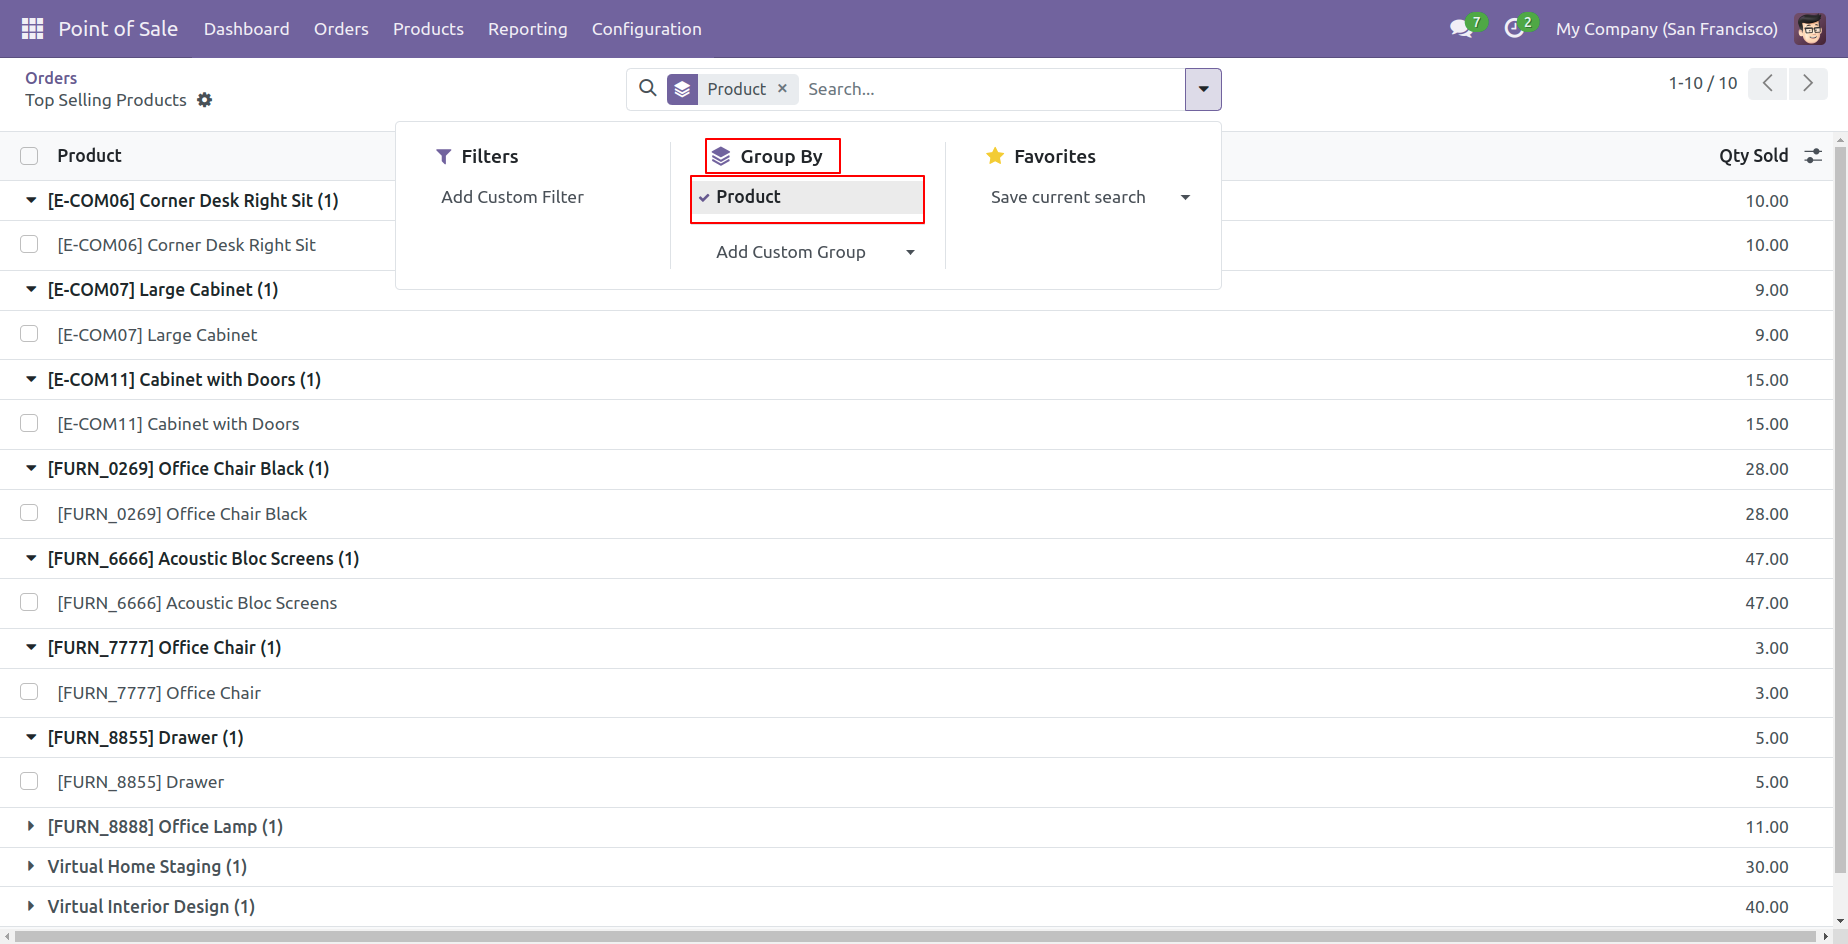 Point of Sale Dashboard Orders Products Reporting Configuration 7 2 My Company (San Francisco)
Orders
Top Selling Products
Product × Search...
1-10 / 10
Product
Qty Sold
Filters
Add Custom Filter
Group By
Product
Add Custom Group
Favorites
Save current search
[E-COM06] Corner Desk Right Sit (1) 10.00
[E-COM06] Corner Desk Right Sit 10.00
[E-COM07] Large Cabinet (1) 9.00
[E-COM07] Large Cabinet 9.00
[E-COM11] Cabinet with Doors (1) 15.00
[E-COM11] Cabinet with Doors 15.00
[FURN_0269] Office Chair Black (1) 28.00
[FURN_0269] Office Chair Black 28.00
[FURN_6666] Acoustic Bloc Screens (1) 47.00
[FURN_6666] Acoustic Bloc Screens 47.00
[FURN_7777] Office Chair (1) 3.00
[FURN_7777] Office Chair 3.00
[FURN_8855] Drawer (1) 5.00
[FURN_8855] Drawer 5.00
[FURN_8888] Office Lamp (1) 11.00
Virtual Home Staging (1) 30.00
Virtual Interior Design (1) 40.00